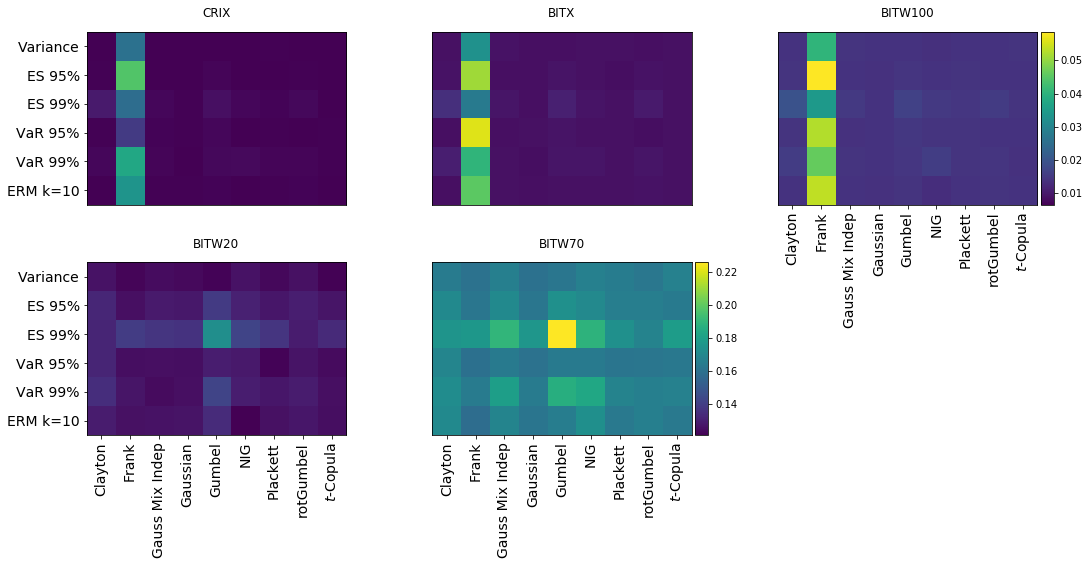 CRIX
BITX
BITW100
Variance
ES 95%
ES 99%
VaR 95%
VaR 99%
ERM k=10
0.05
0.04
0.03
0.02
0.01
Clayton
Frank
Gauss Mix Indep
Gaussian
Gumbel
NIG
Plackett
rotGumbel
t-Copula
BITW20
BITW70
Variance
ES 95%
ES 99%
VaR 95%
VaR 99%
ERM k=10
0.22
0.20
0.18
0.16
0.14
Clayton
Frank
Gauss Mix Indep
Gaussian
Gumbel
NIG
Plackett
rotGumbel
t-Copula
Clayton
Frank
Gauss Mix Indep
Gaussian
Gumbel
NIG
Plackett
rotGumbel
t-Copula